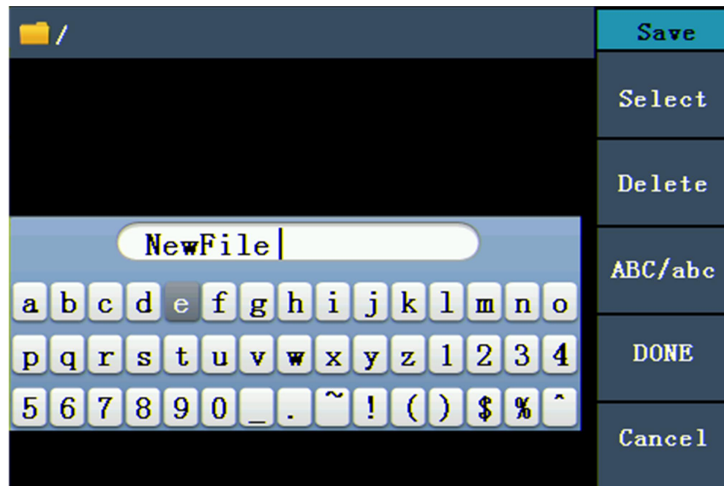 /
Save
Select
Delete
NewFile
ABC/abc
a b c d e f g h i j k l m n o
p q r s t u v w x y z 1 2 3 4
DONE
5 6 7 8 9 0 _ . ~ ! ( ) $ % ^
Cancel